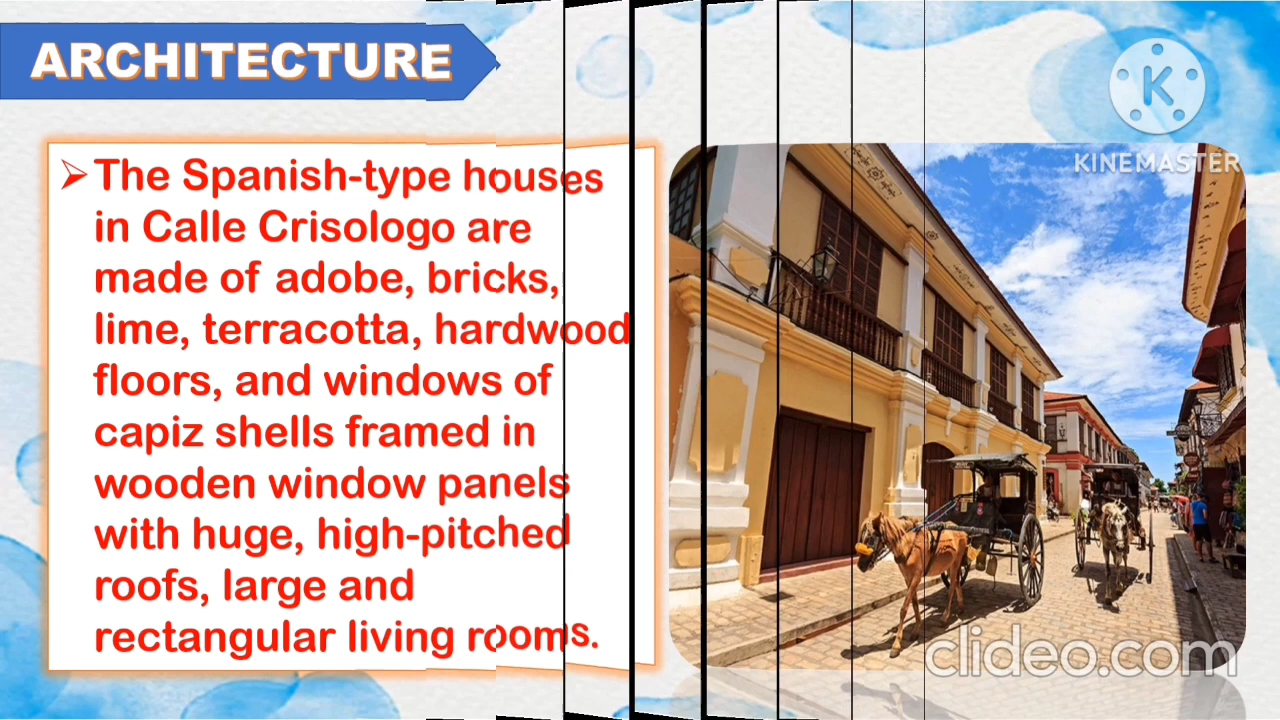 ARCHITECTURE
The Spanish-type houses
in Calle Crisologo are
made of adobe, bricks,
lime, terracotta, hardwood
floors, and windows of
capiz shells framed in
wooden window panels
with huge, high-pitched
roofs, large and
rectangular living rooms.
K
KINEMASTER
clideo.com